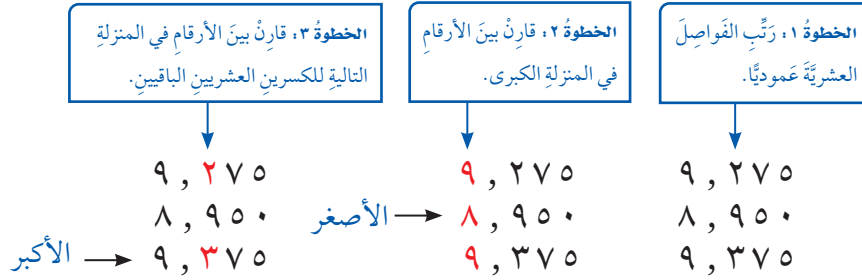 الخطوةُ ١: رَتِّبِ الفَواصِلَ
العشريَّةَ عَموديًّا.
٩,٢٧٥
٨,٩٥٠
٩,٣٧٥
الخطوةُ ٢: قارِنْ بينَ الأرقامِ
في المنزلةِ الكبرى.
٩,٢٧٥
٨,٩٥٠ ← الأصغر
٩,٣٧٥
الخطوةُ ٣: قارِنْ بينَ الأرقامِ في المنزلةِ
التاليةِ للكسرينِ العشريينِ الباقيينِ.
٩,٢٧٥
٨,٩٥٠
٩,٣٧٥ ← الأكبر